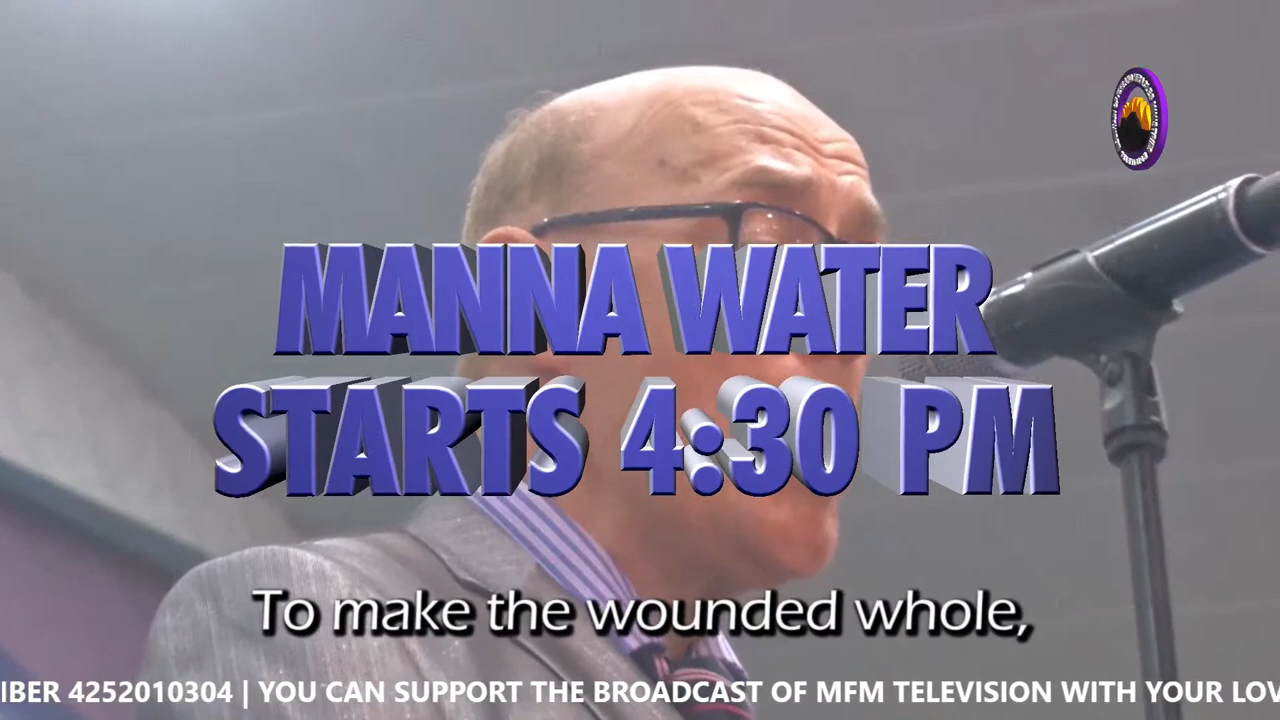 MANNA WATER
STARTS 4:30 PM
To make the wounded whole,
IBER 4252010304 | YOU CAN SUPPORT THE BROADCAST OF MFM TELEVISION WITH YOUR LOV